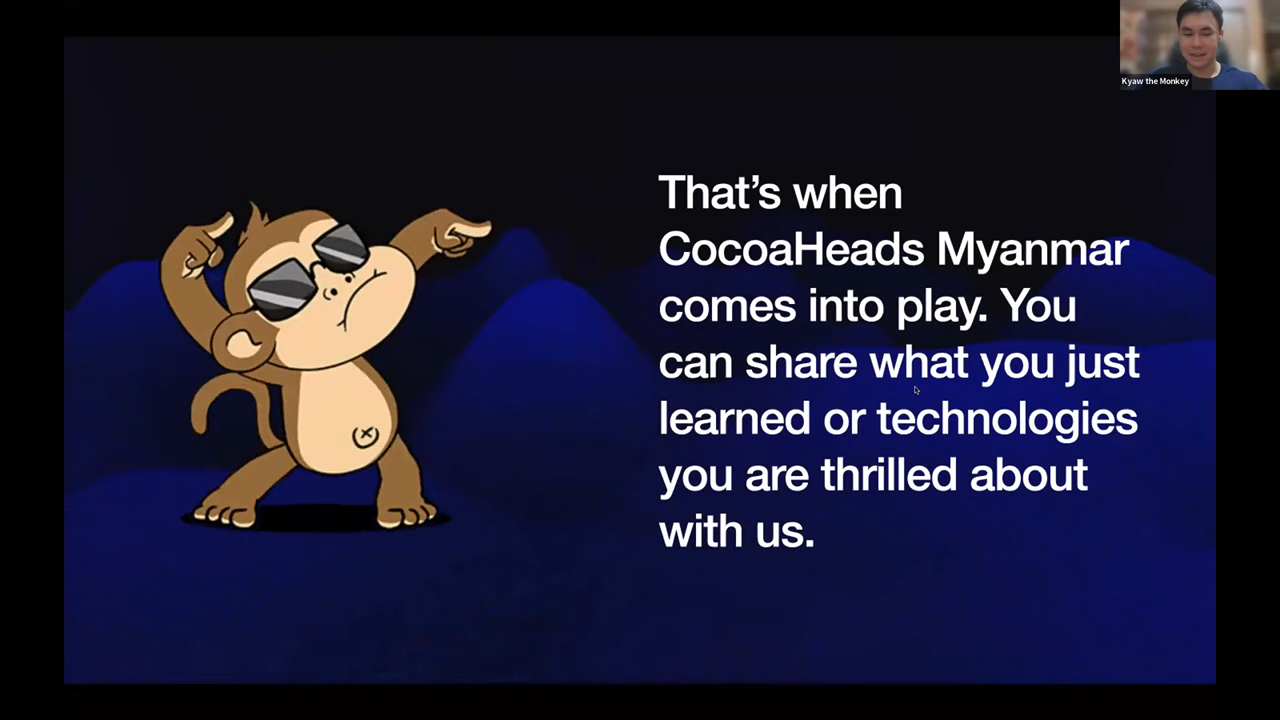 Kyaw the Monkey
That’s when
CocoaHeads Myanmar
comes into play. You
can share what you just
learned or technologies
you are thrilled about
with us.